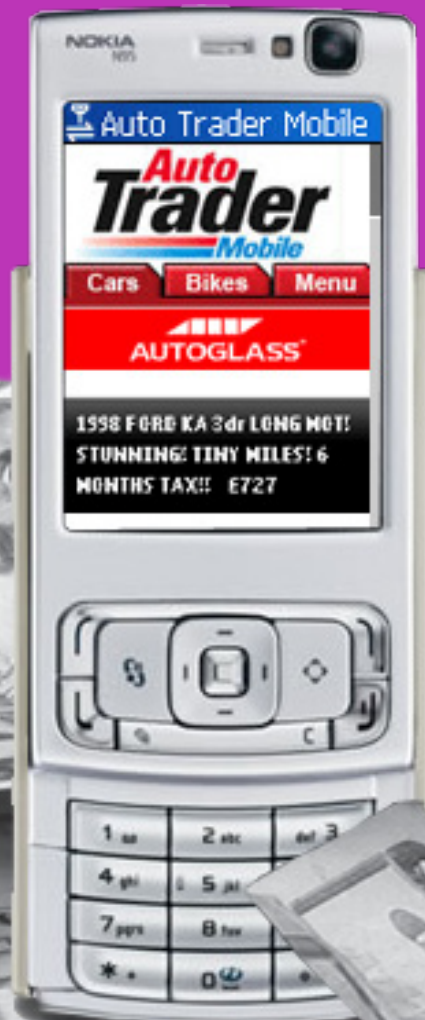 NOKIA
N95
Auto Trader Mobile
Auto
Trader
Mobile
Cars Bikes Menu
AUTOGLASS®
1998 FORD KA 3dr LONG MOT!
STUNNING! TINY MILES! 6
MONTHS TAX!! £727
C
1 2 abc def 3
4 ghi 5 jkl
7 pqrs 8 tuv
* + 0